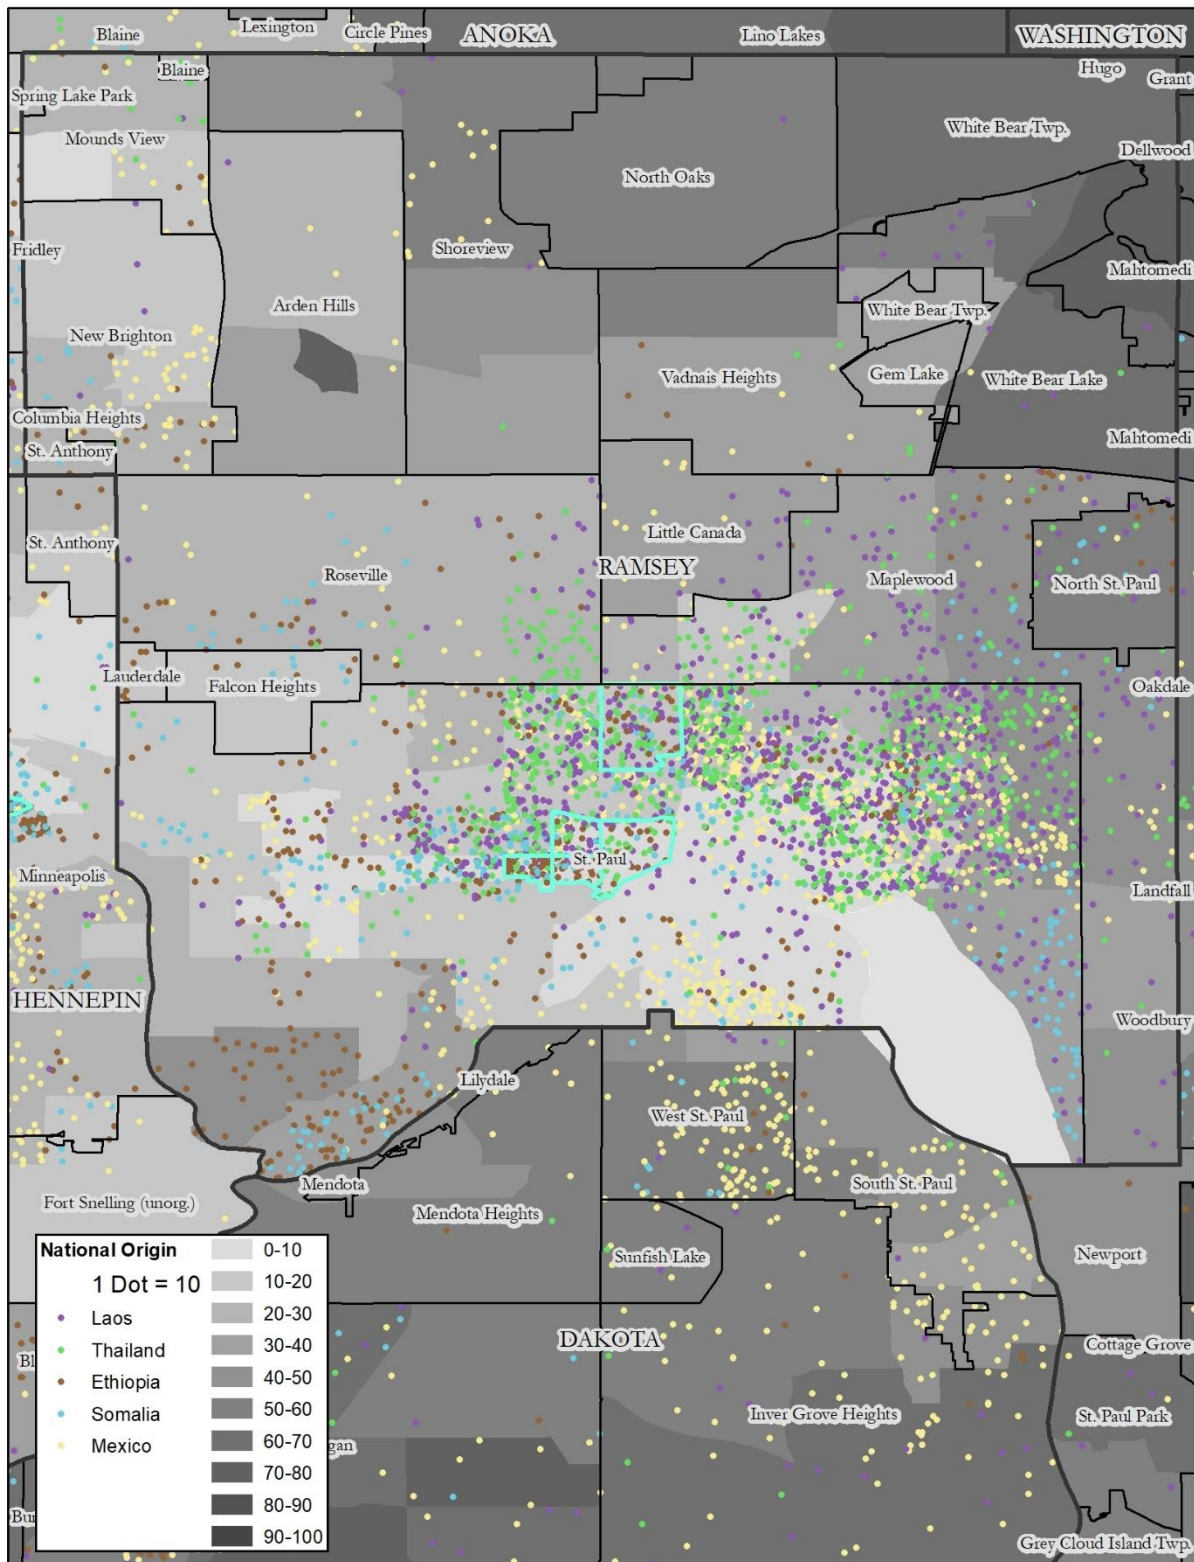 Blaine
Lexington
Circle Pines
ANOKA
Lino Lakes
WASHINGTON
Blaine
Hugo
Grant
Spring Lake Park
White Bear Twp.
Mounds View
Dellwood
North Oaks
Fridley
Shoreview
Mahtomedi
Arden Hills
White Bear Twp.
New Brighton
Vadnais Heights
Gem Lake
White Bear Lake
Columbia Heights
Mahtomedi
St. Anthony
St. Anthony
Little Canada
RAMSEY
Roseville
Maplewood
North St. Paul
Lauderdale
Falcon Heights
Oakdale
St. Paul
Minneapolis
Landfall
HENNEPIN
Woodbury
Lilydale
West St. Paul
Mendota
South St. Paul
Fort Snelling (unorg.)
Mendota Heights
Sunfish Lake
Newport
DAKOTA
Cottage Grove
Inver Grove Heights
St. Paul Park
Grey Cloud Island Twp.
National Origin
1 Dot = 10
Laos
Thailand
Ethiopia
Somalia
Mexico
0-10
10-20
20-30
30-40
40-50
50-60
60-70
70-80
80-90
90-100